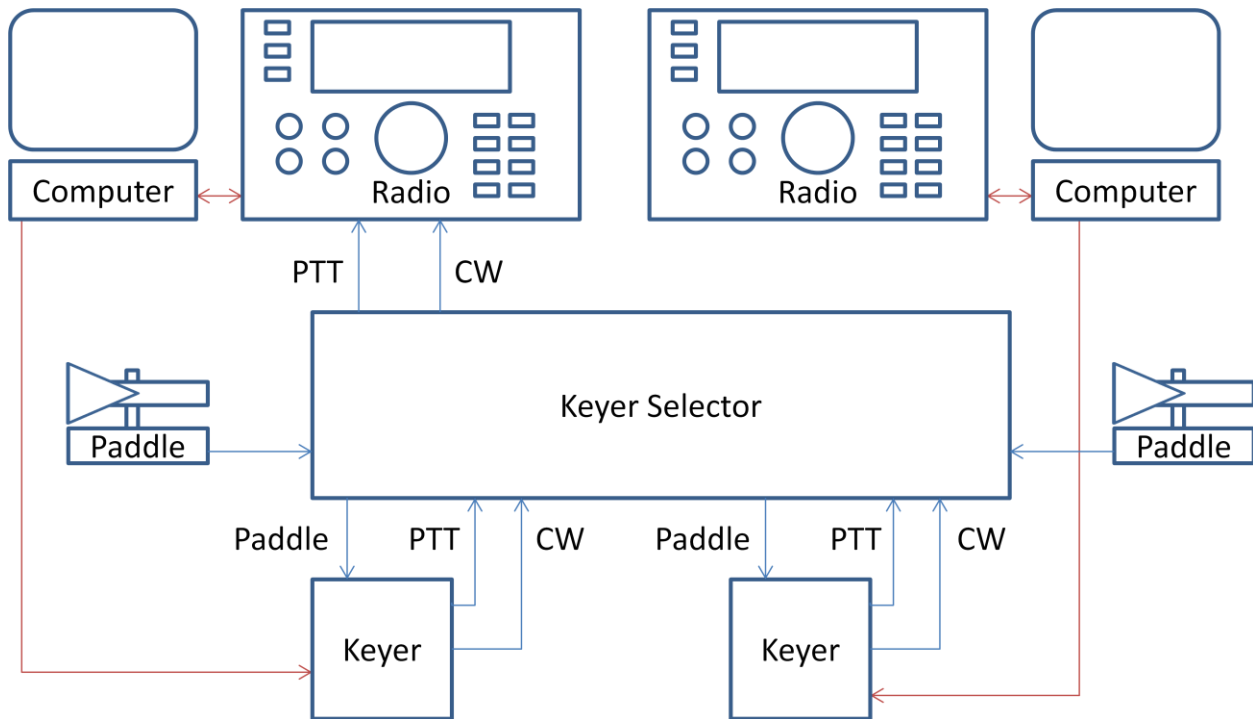 Computer
Radio
Radio
Computer
PTT
CW
Keyer Selector
Paddle
Paddle
Paddle
PTT
CW
Paddle
PTT
CW
Keyer
Keyer